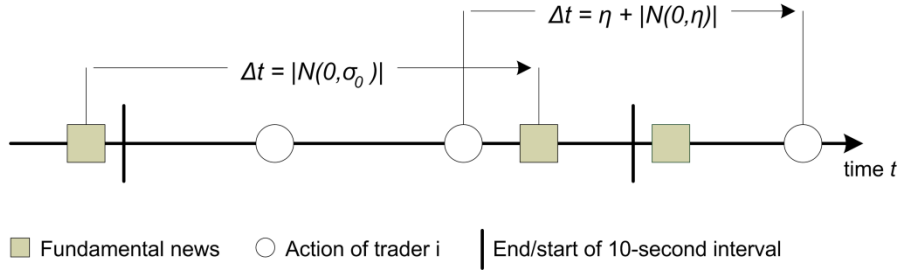 Δt = η + |N(0,η)|
Δt = |N(0,σ₀)|
time t
Fundamental news
Action of trader i
End/start of 10-second interval